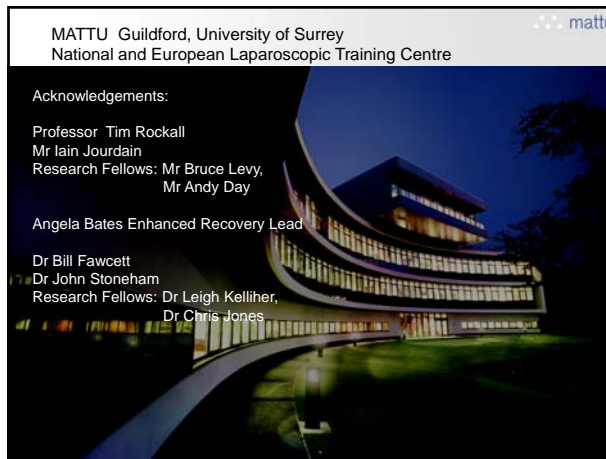 MATTU Guildford, University of Surrey
National and European Laparoscopic Training Centre
mattu
Acknowledgements:
Professor Tim Rockall
Mr Iain Jourdain
Research Fellows: Mr Bruce Levy,
Mr Andy Day
Angela Bates Enhanced Recovery Lead
Dr Bill Fawcett
Dr John Stoneham
Research Fellows: Dr Leigh Kelliher,
Dr Chris Jones